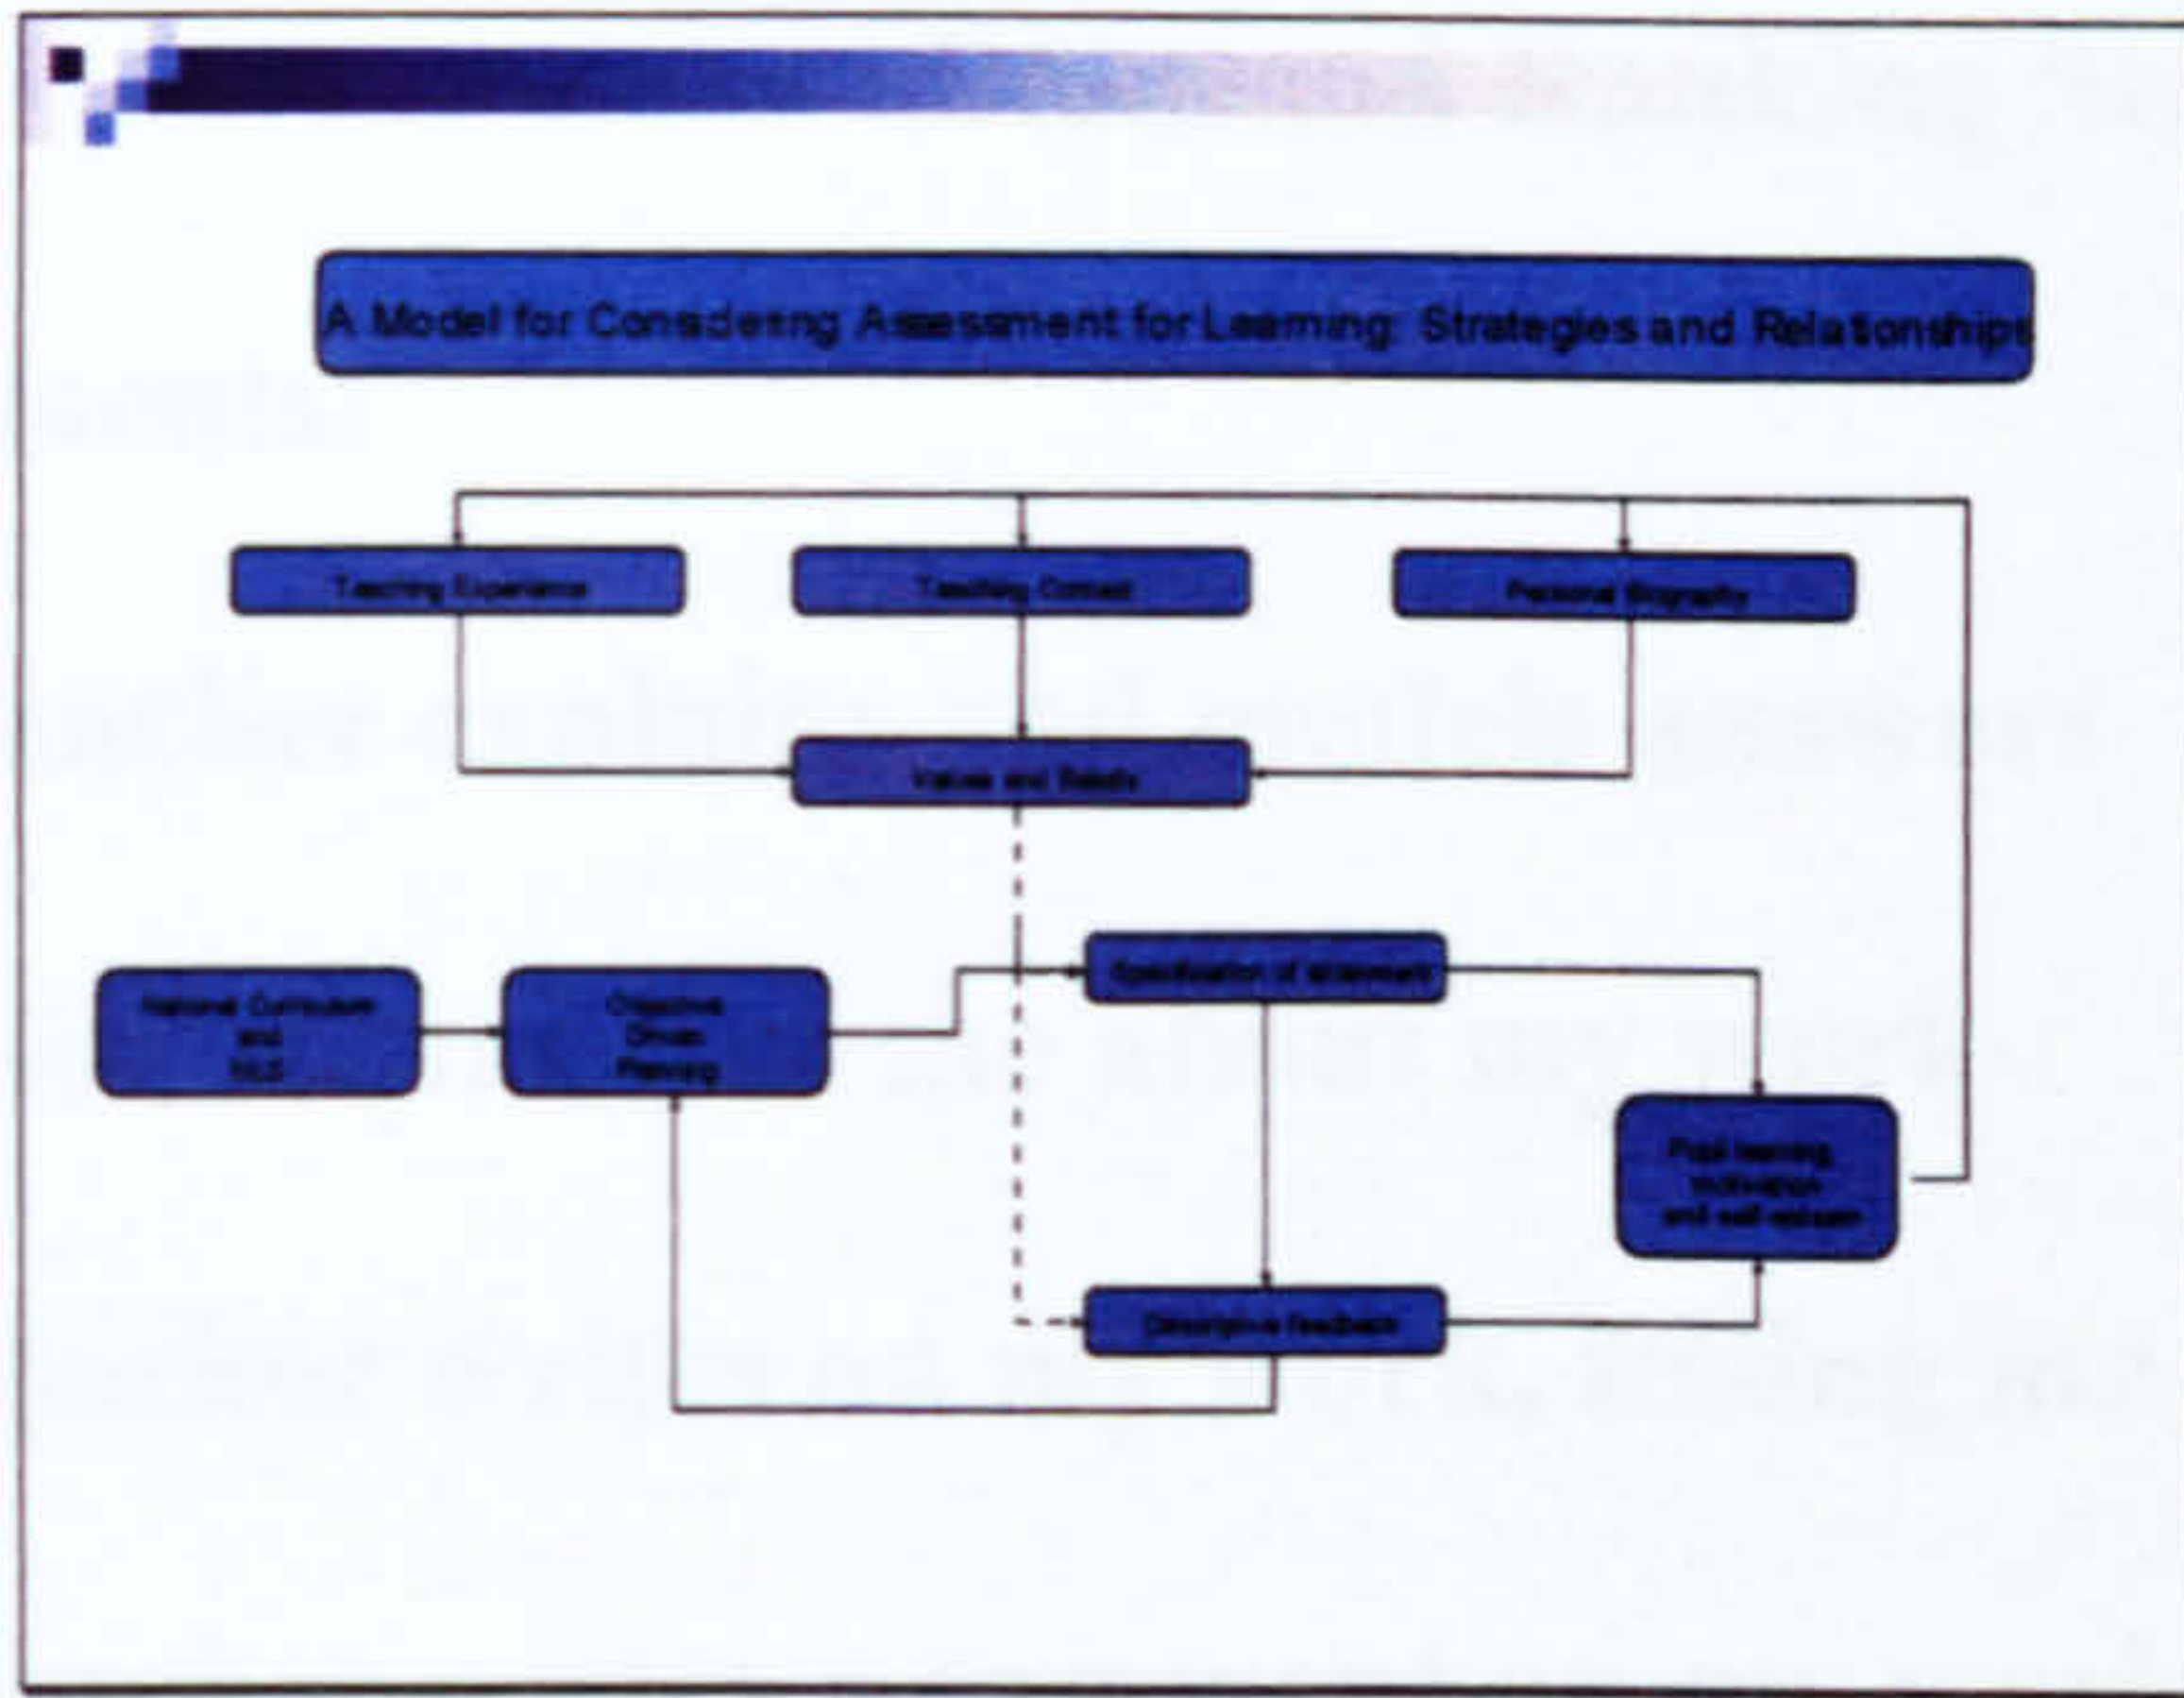 A Model for Considering Assessment for Learning: Strategies and Relationships
Teaching Experience
Teaching Context
Personal Biography
Values and Beliefs
Specification of attainment
National Curriculum
and
NLS
Objective
Driven
Planning
Pupil learning,
motivation
and self-esteem
Descriptive feedback